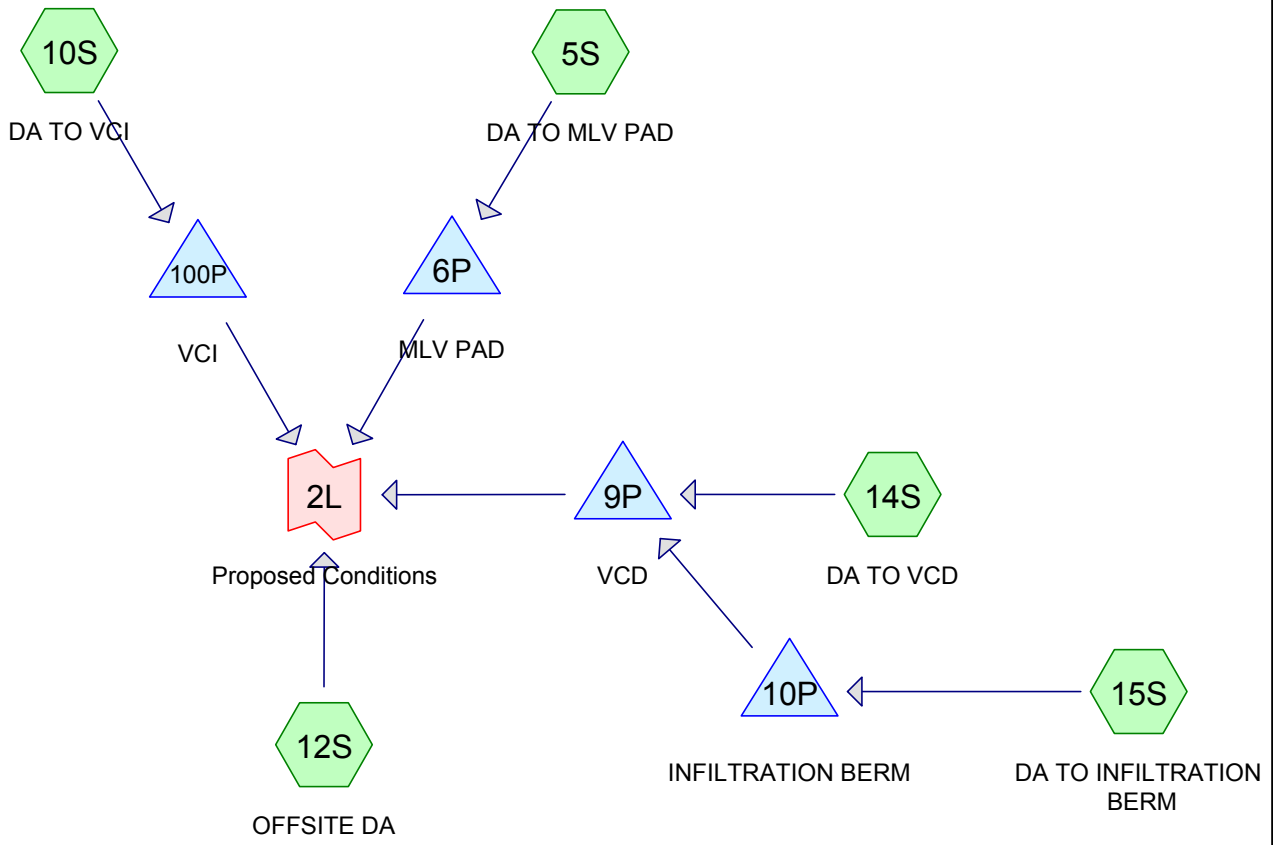 10S
5S
DA TO VCI
DA TO MLV PAD
100P
6P
VCI
MLV PAD
2L
9P
14S
Proposed Conditions
VCD
DA TO VCD
10P
15S
12S
INFILTRATION BERM
DA TO INFILTRATION
BERM
OFFSITE DA